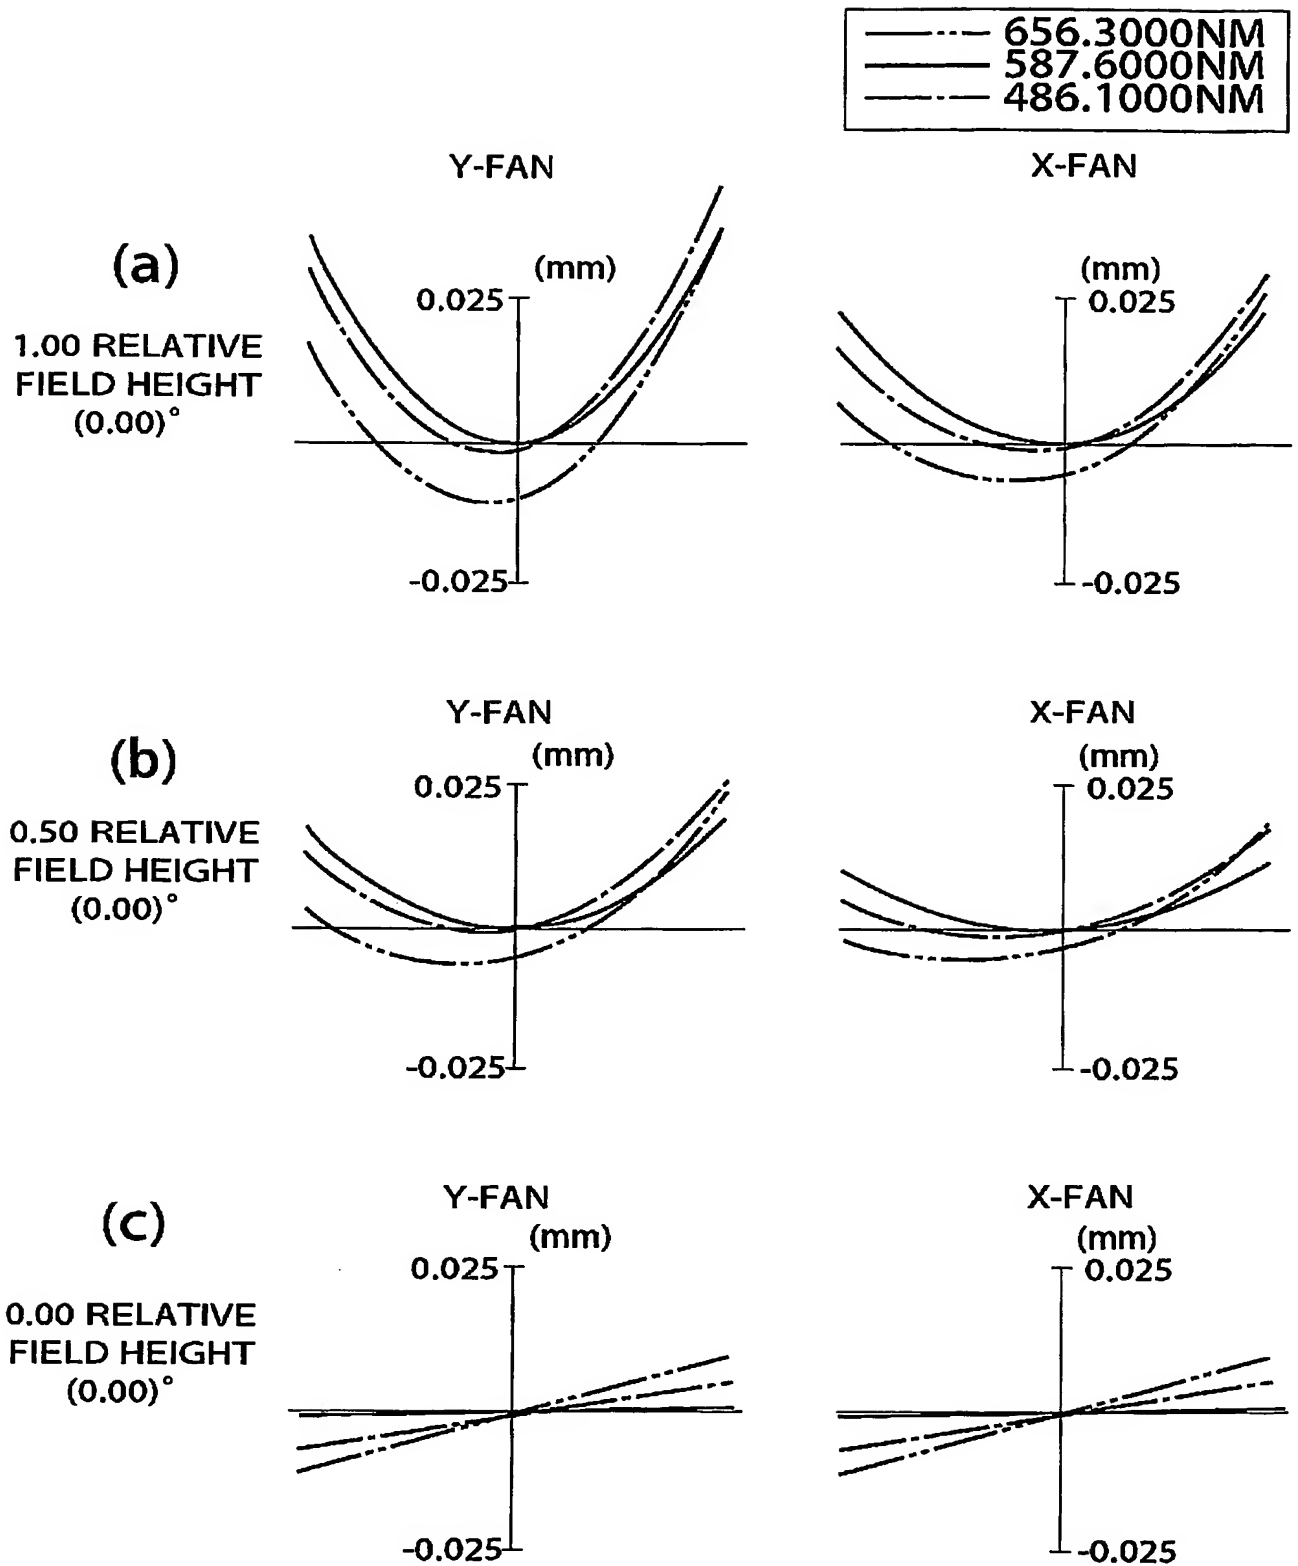 656.3000NM
587.6000NM
486.1000NM
Y-FAN
X-FAN
(a)
(mm)
(mm)
0.025
0.025
1.00 RELATIVE
FIELD HEIGHT
(0.00)°
-0.025
-0.025
Y-FAN
X-FAN
(b)
(mm)
(mm)
0.025
0.025
0.50 RELATIVE
FIELD HEIGHT
(0.00)°
-0.025
-0.025
Y-FAN
X-FAN
(c)
(mm)
(mm)
0.025
0.025
0.00 RELATIVE
FIELD HEIGHT
(0.00)°
-0.025
-0.025